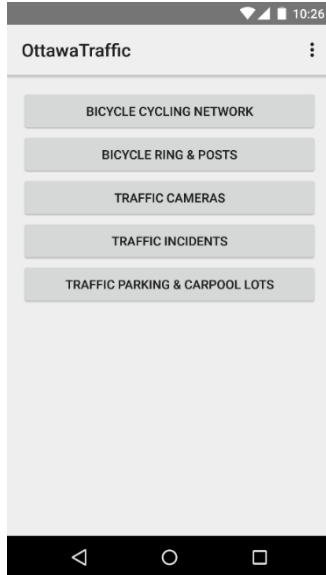 10:26
OttawaTraffic
BICYCLE CYCLING NETWORK
BICYCLE RING & POSTS
TRAFFIC CAMERAS
TRAFFIC INCIDENTS
TRAFFIC PARKING & CARPOOL LOTS